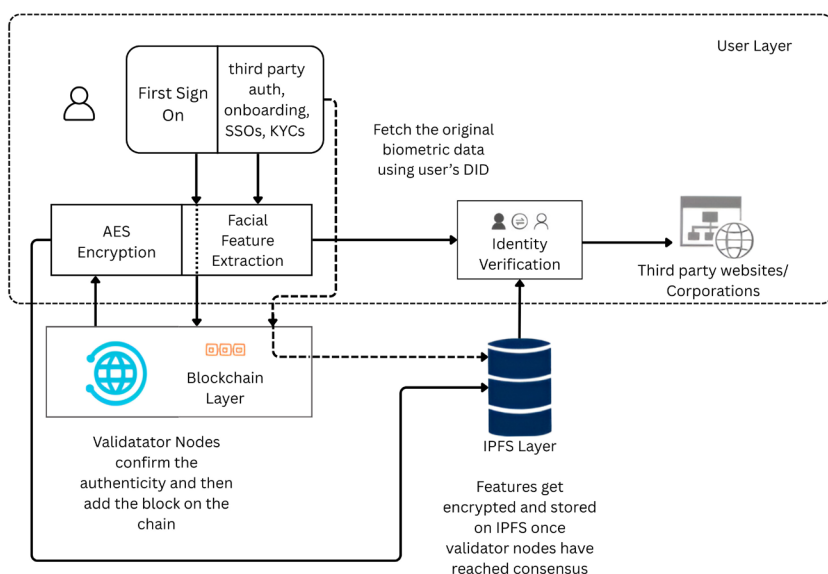 User Layer
First Sign
On
third party
auth,
onboarding,
SSOs, KYCs
Fetch the original
biometric data
using user's DID
AES
Encryption
Facial
Feature
Extraction
Identity
Verification
Third party websites/
Corporations
Blockchain
Layer
Validatator Nodes
confirm the
authenticity and then
add the block on the
chain
IPFS Layer
Features get
encrypted and stored
on IPFS once
validator nodes have
reached consensus